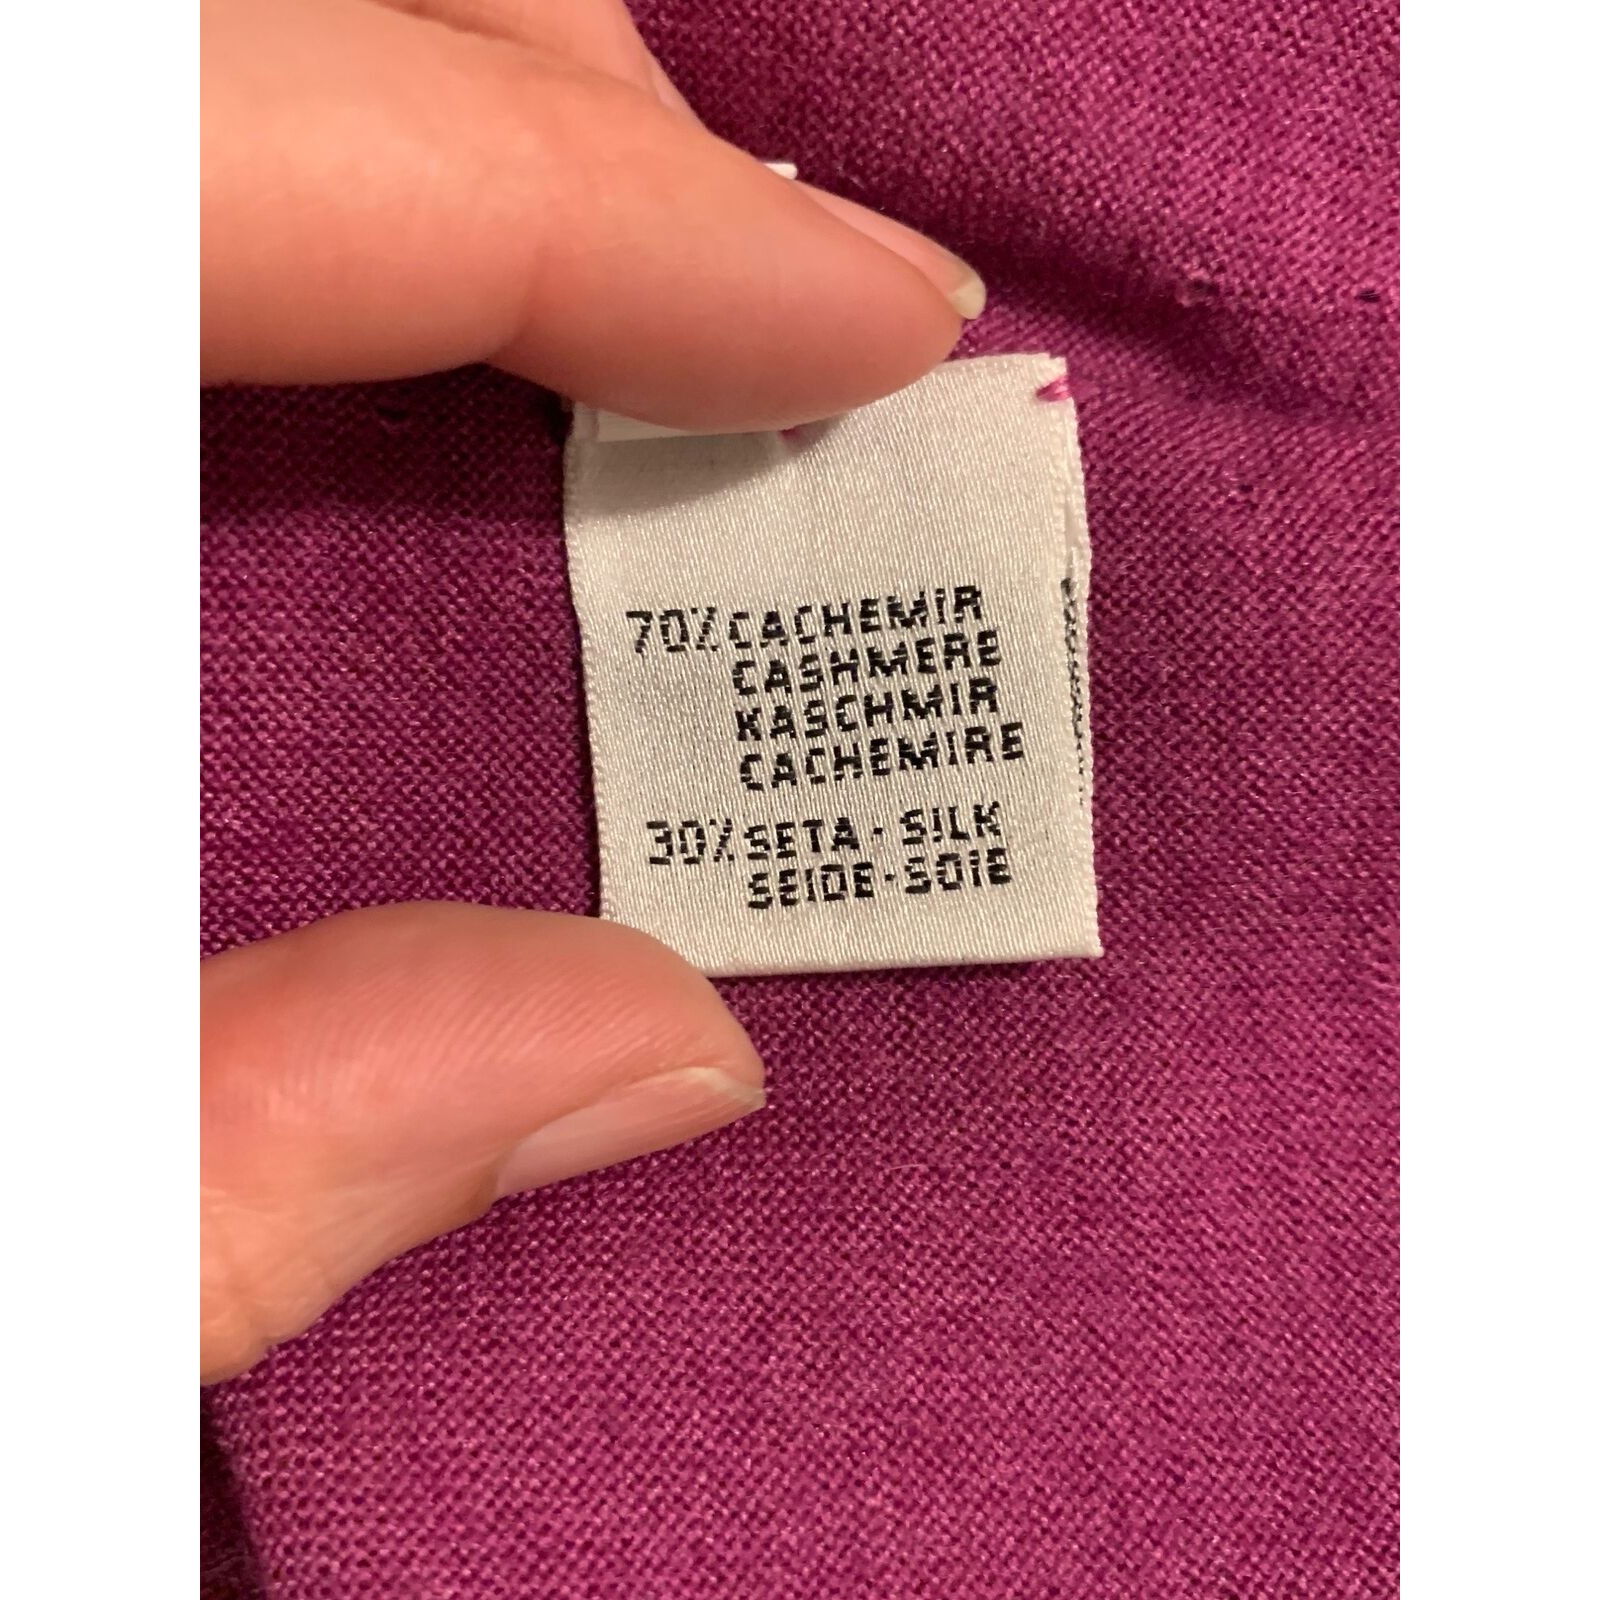 70% CACHEMIR
CASHMERE
KASCHMIR
CACHEMIRE
30% SETA · SILK
SEIDE · SOIE